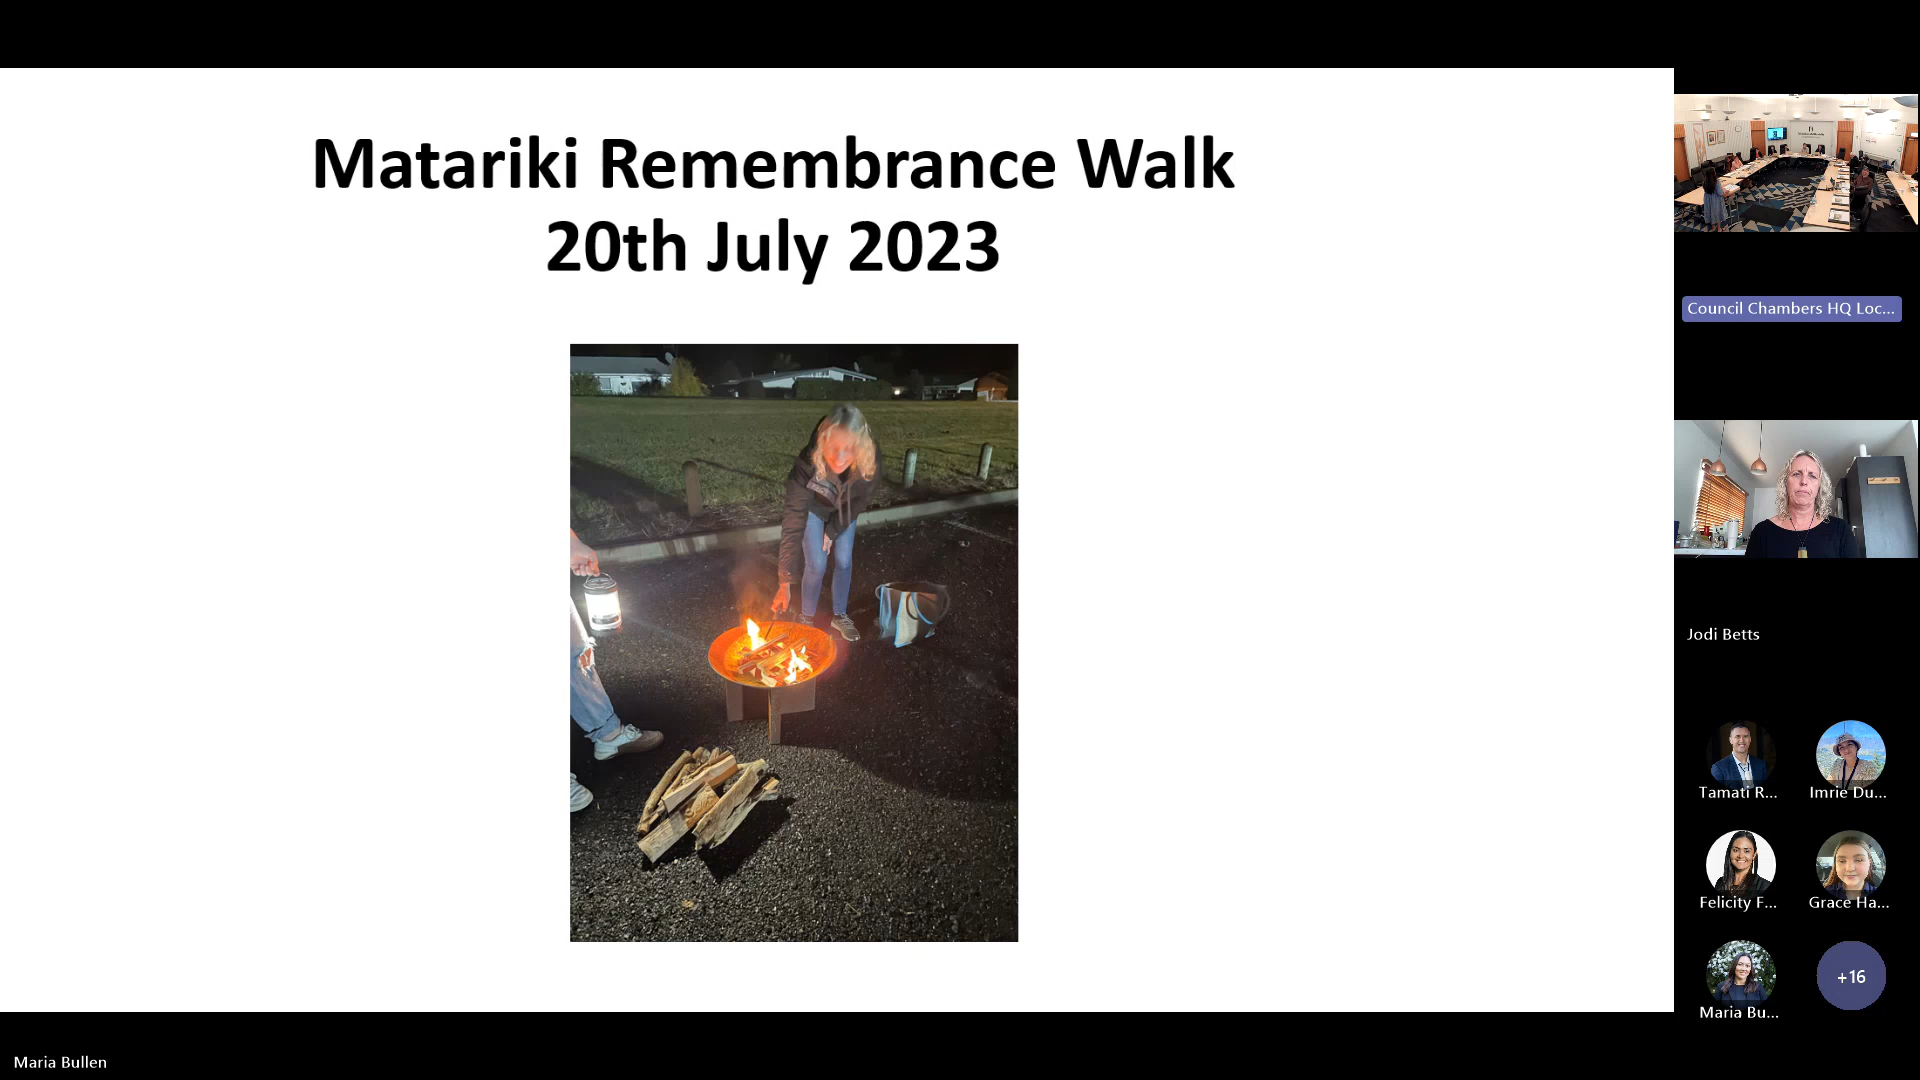 Matariki Remembrance Walk
20th July 2023
Council Chambers HQ Loc...
Jodi Betts
Tamati R...
Imrie Du...
Felicity F...
Grace Ha...
Maria Bu...
+16
Maria Bullen